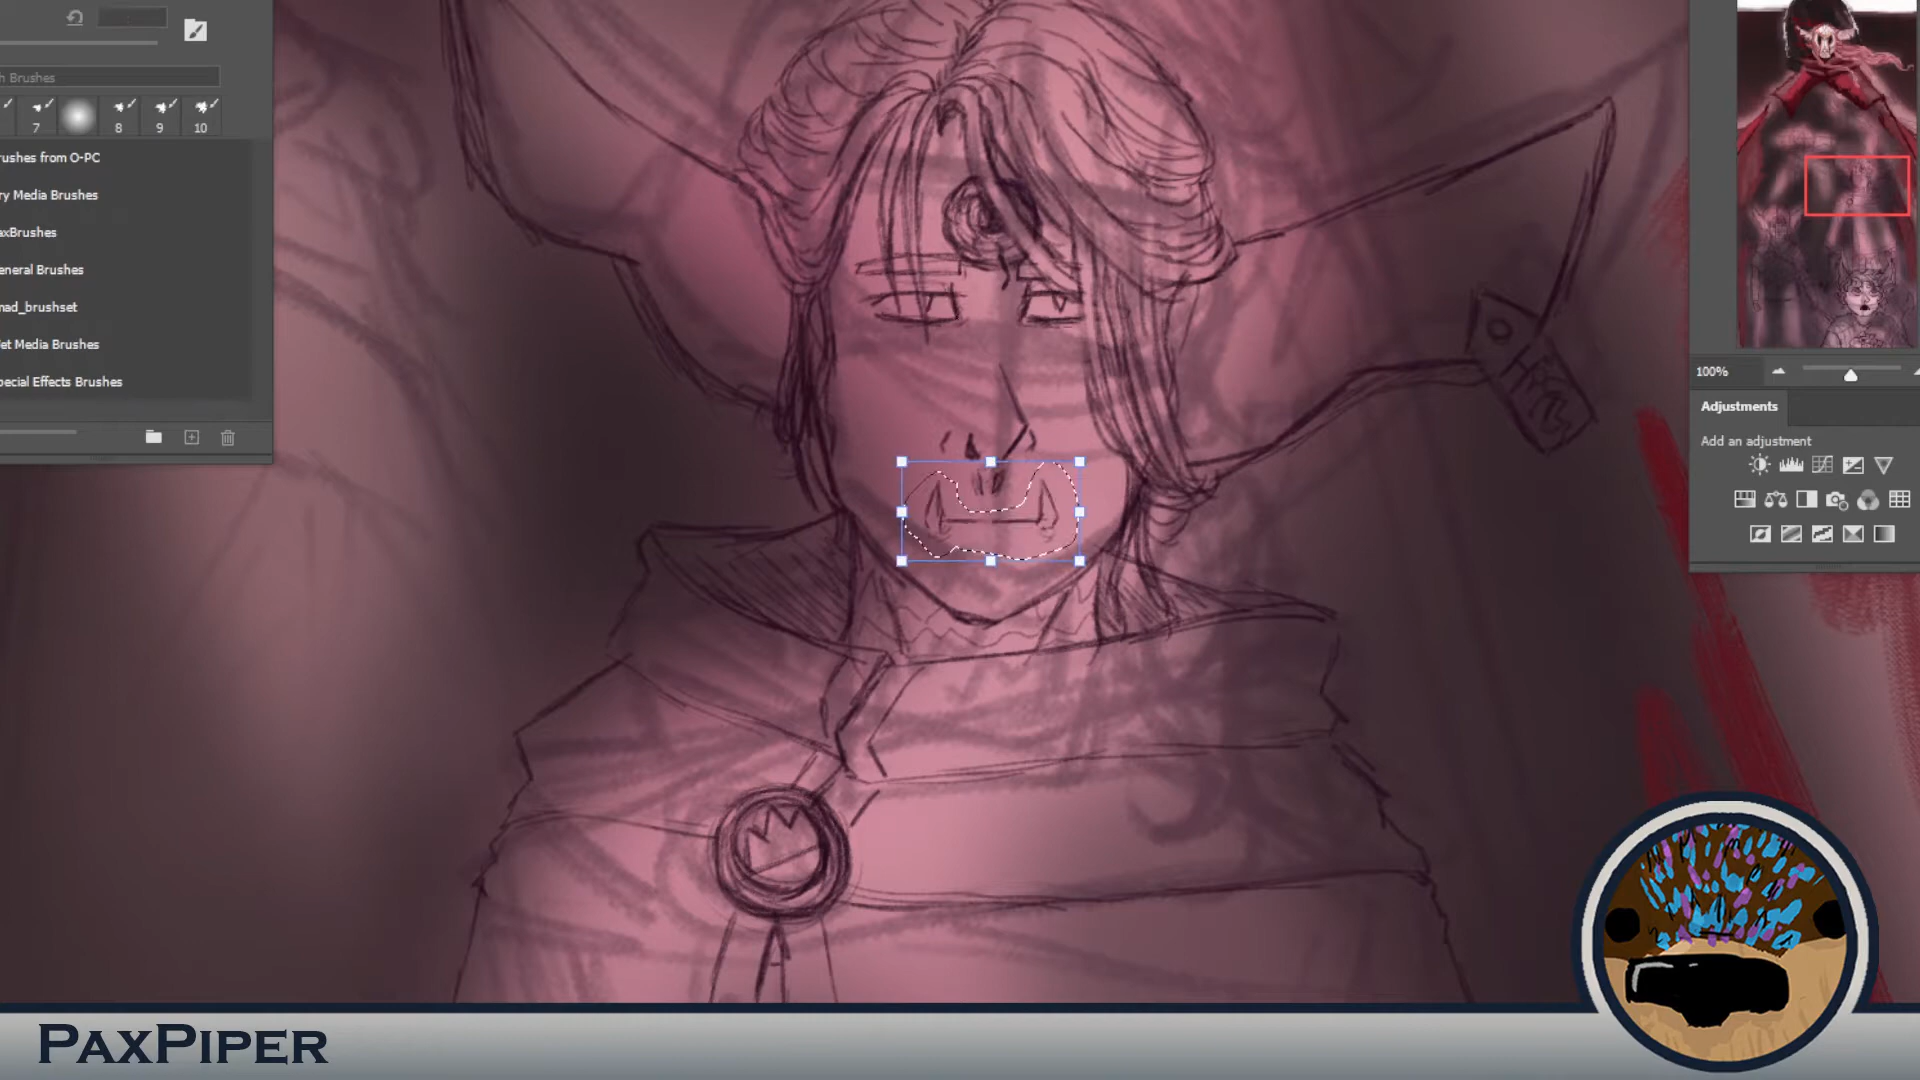 h Brushes
7
8
9
10
rushes from O-PC
ry Media Brushes
axBrushes
eneral Brushes
mad_brushset
et Media Brushes
pecial Effects Brushes
100%
Adjustments
Add an adjustment
PAXPIPER